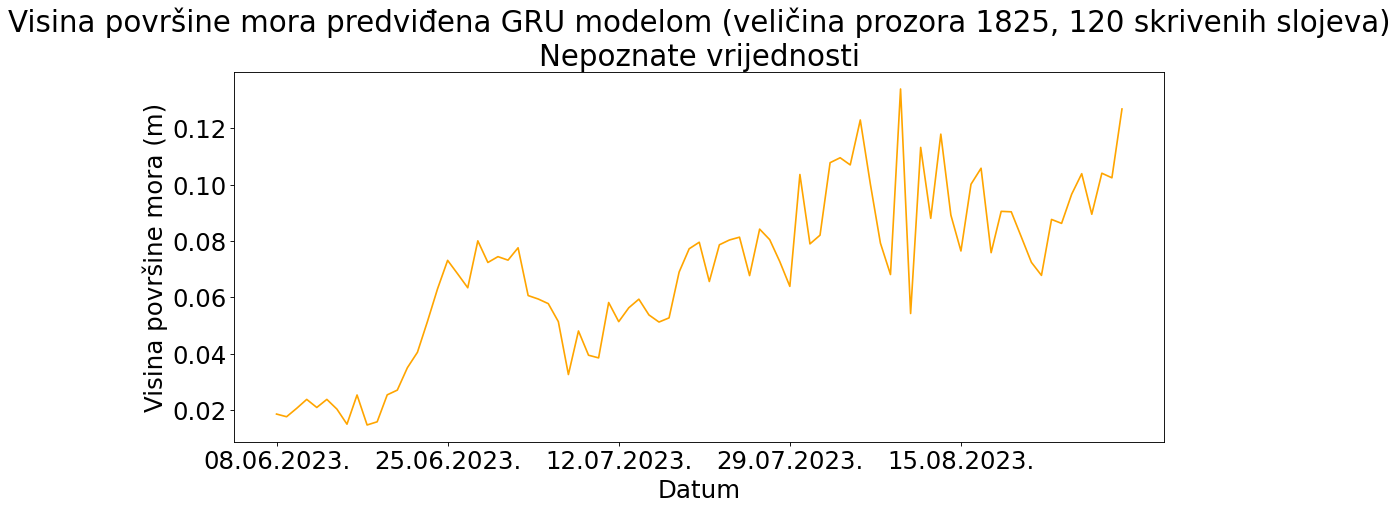 Visina površine mora predviđena GRU modelom (veličina prozora 1825, 120 skrivenih slojeva)
Nepoznate vrijednosti
Visina površine mora (m)
0.12
0.10
0.08
0.06
0.04
0.02
08.06.2023. 25.06.2023. 12.07.2023. 29.07.2023. 15.08.2023.
Datum